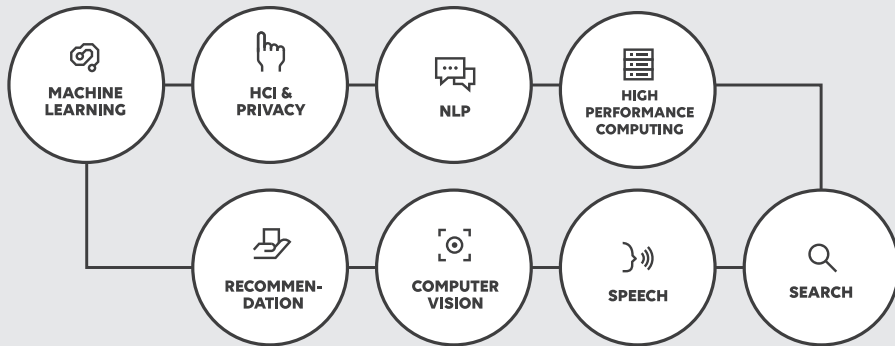 MACHINE
LEARNING
HCI &
PRIVACY
NLP
HIGH
PERFORMANCE
COMPUTING
RECOMMEN-
DATION
COMPUTER
VISION
SPEECH
SEARCH